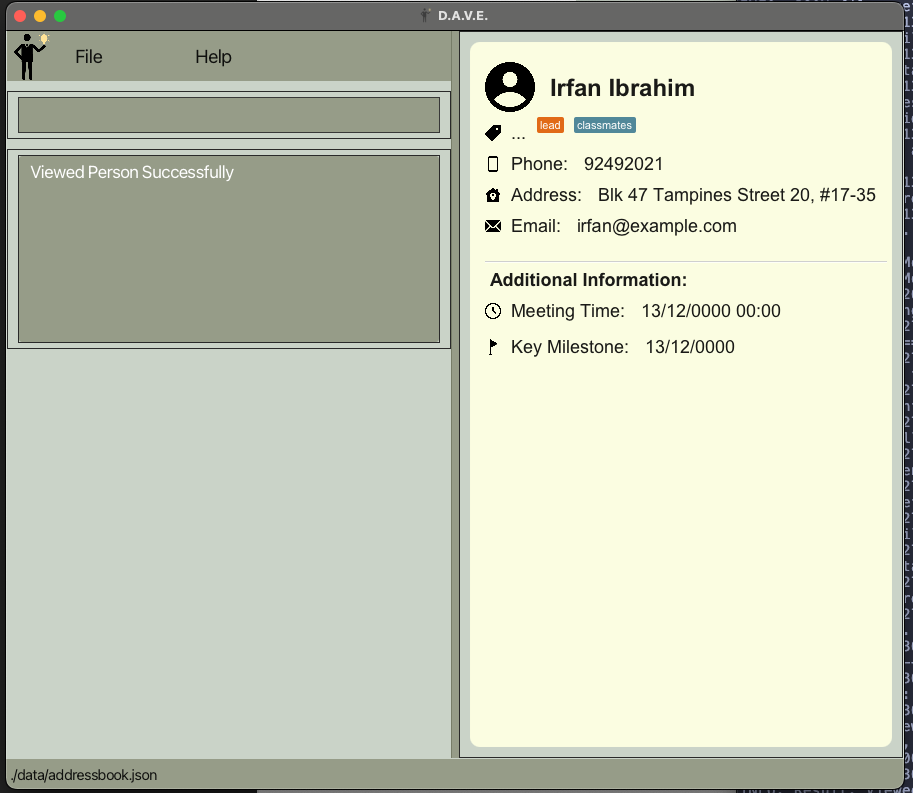 D.A.V.E.
File Help
Viewed Person Successfully
Irfan Ibrahim
... lead classmates
Phone: 92492021
Address: Blk 47 Tampines Street 20, #17-35
Email: irfan@example.com
Additional Information:
Meeting Time: 13/12/0000 00:00
Key Milestone: 13/12/0000
./data/addressbook.json